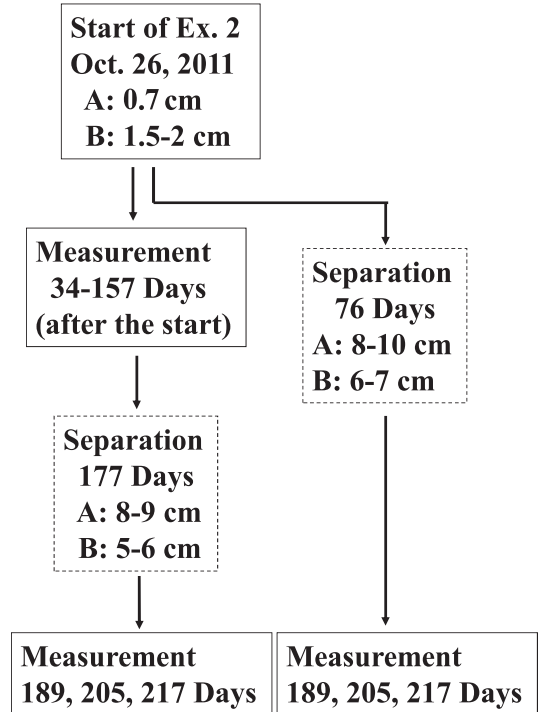 Start of Ex. 2
Oct. 26, 2011
A: 0.7 cm
B: 1.5-2 cm
Measurement
34-157 Days
(after the start)
Separation
76 Days
A: 8-10 cm
B: 6-7 cm
Separation
177 Days
A: 8-9 cm
B: 5-6 cm
Measurement
189, 205, 217 Days
Measurement
189, 205, 217 Days